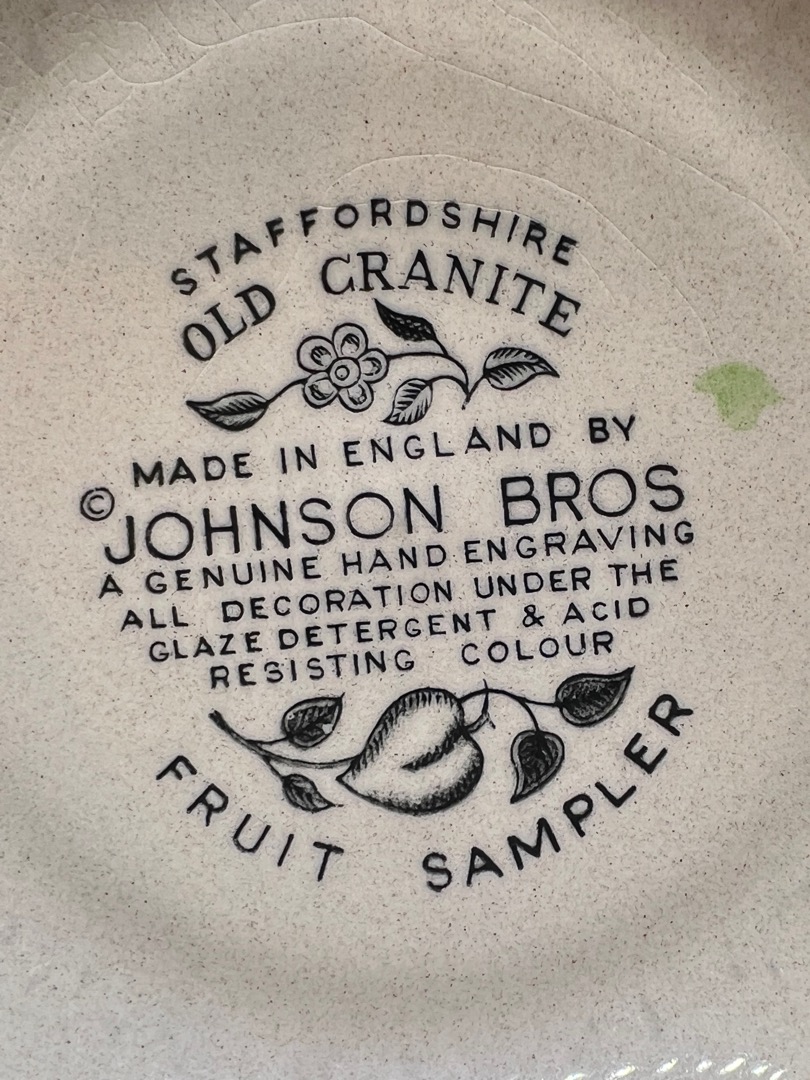 STAFFORDSHIRE
OLD GRANITE
MADE IN ENGLAND BY
© JOHNSON BROS
A GENUINE HAND ENGRAVING
ALL DECORATION UNDER THE
GLAZE DETERGENT & ACID
RESISTING COLOUR
FRUIT SAMPLER